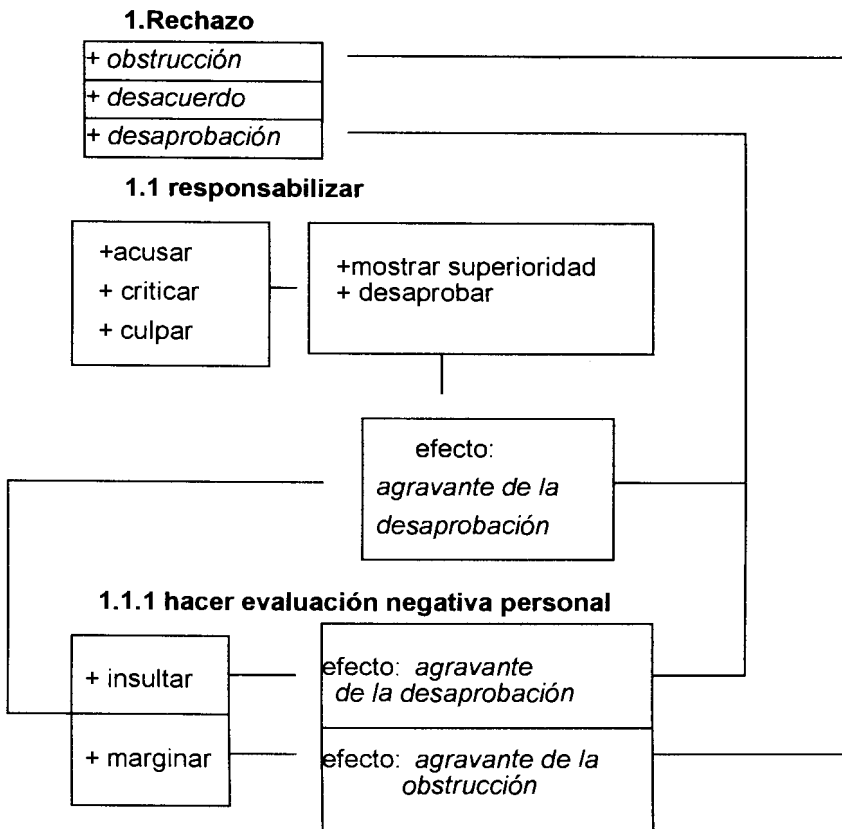 1.Rechazo
+ obstrucción
+ desacuerdo
+ desaprobación
1.1 responsabilizar
+acusar
+ criticar
+ culpar
+mostrar superioridad
+ desaprobar
efecto:
agravante de la
desaprobación
1.1.1 hacer evaluación negativa personal
+ insultar
efecto: agravante
de la desaprobación
+ marginar
efecto: agravante de la
obstrucción